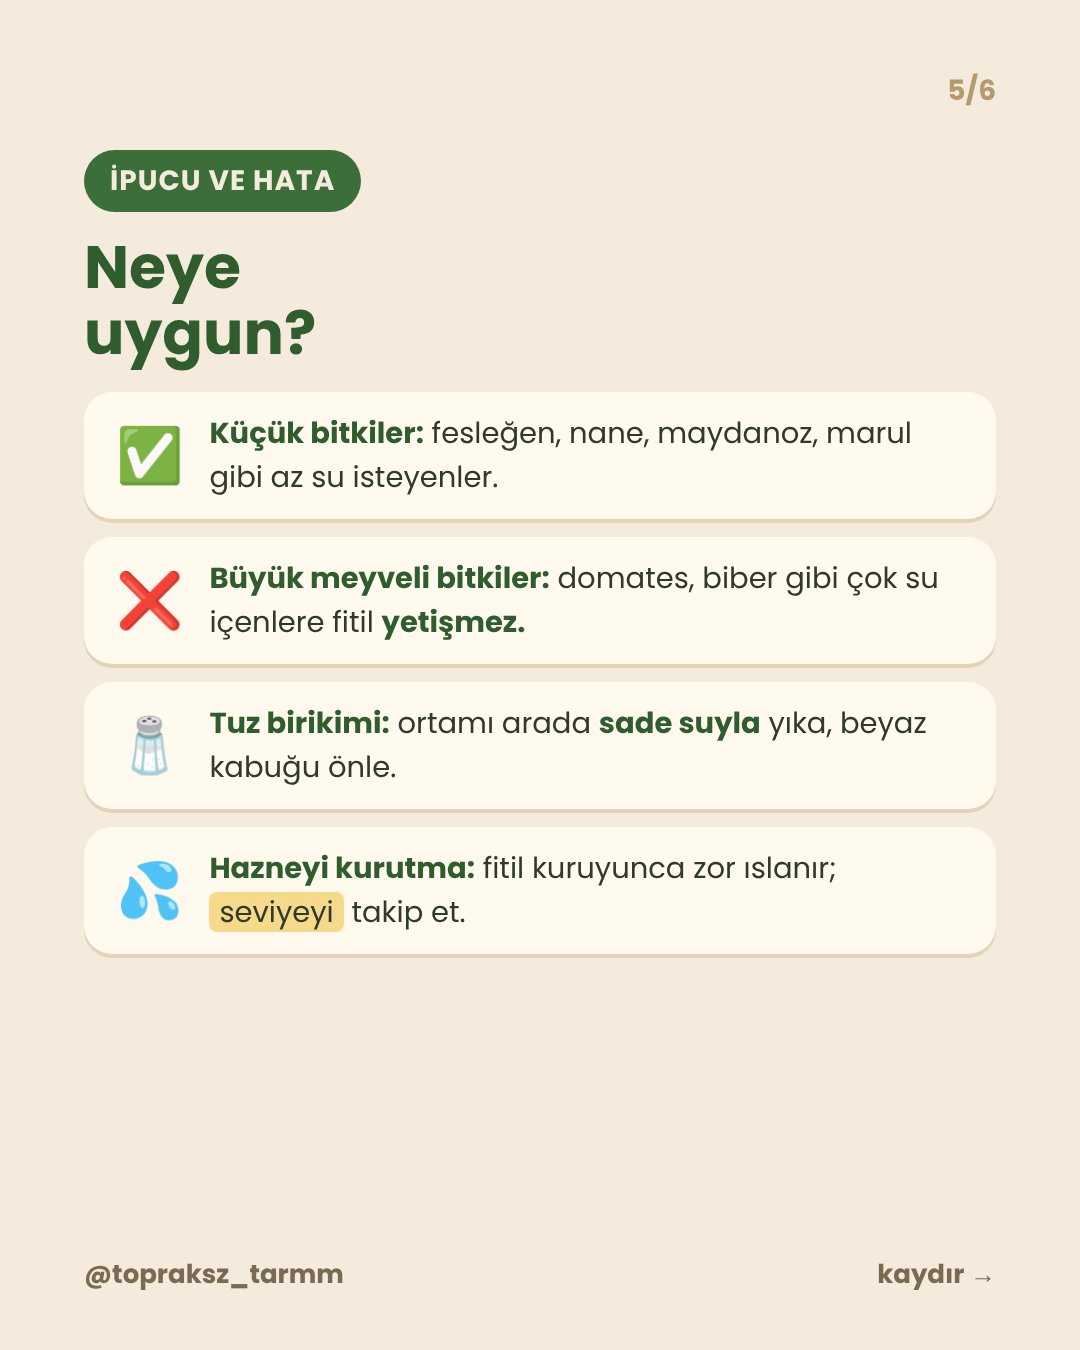 5/6
İPUCU VE HATA
Neye
uygun?
Küçük bitkiler: fesleğen, nane, maydanoz, marul
gibi az su isteyenler.
Büyük meyveli bitkiler: domates, biber gibi çok su
içenlere fitil yetişmez.
Tuz birikimi: ortamı arada sade suyla yıka, beyaz
kabuğu önle.
Hazneyi kurutma: fitil kuruyunca zor ıslanır;
seviyeyi takip et.
@topraksz_tarmm
kaydır →